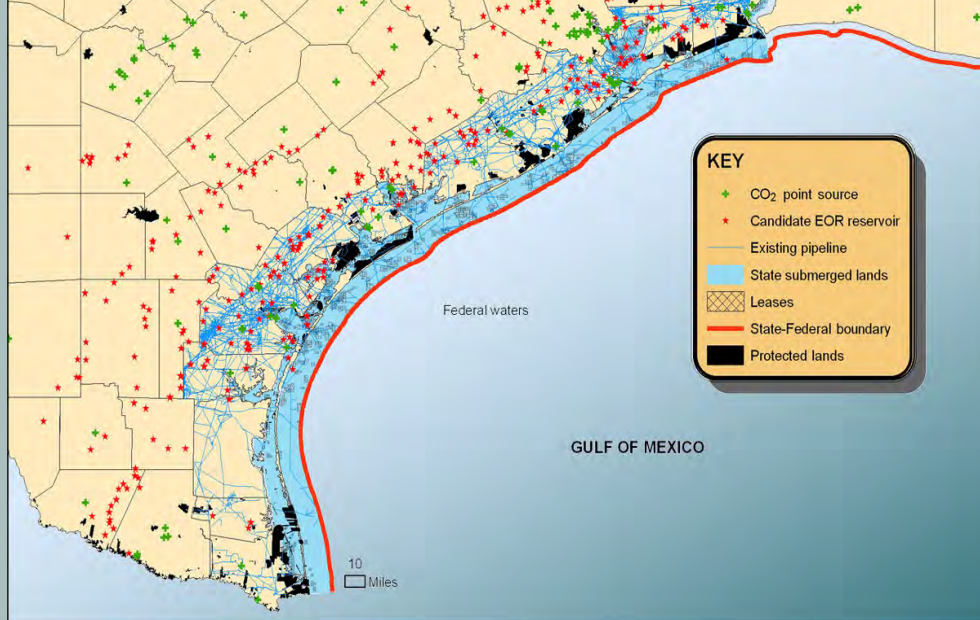 KEY
CO2 point source
Candidate EOR reservoir
Existing pipeline
State submerged lands
Leases
State-Federal boundary
Protected lands
Federal waters
GULF OF MEXICO
10
Miles